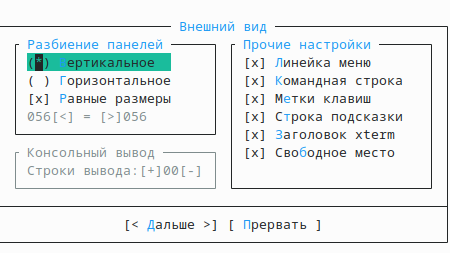 Внешний вид
Разбиение панелей
(*) Вертикальное
( ) Горизонтальное
[x] Равные размеры
056[<] = [>]056
Консольный вывод
Строки вывода:[+]00[-]
Прочие настройки
[x] Линейка меню
[x] Командная строка
[x] Метки клавиш
[x] Строка подсказки
[x] Заголовок xterm
[x] Свободное место
[< Дальше >] [ Прервать ]